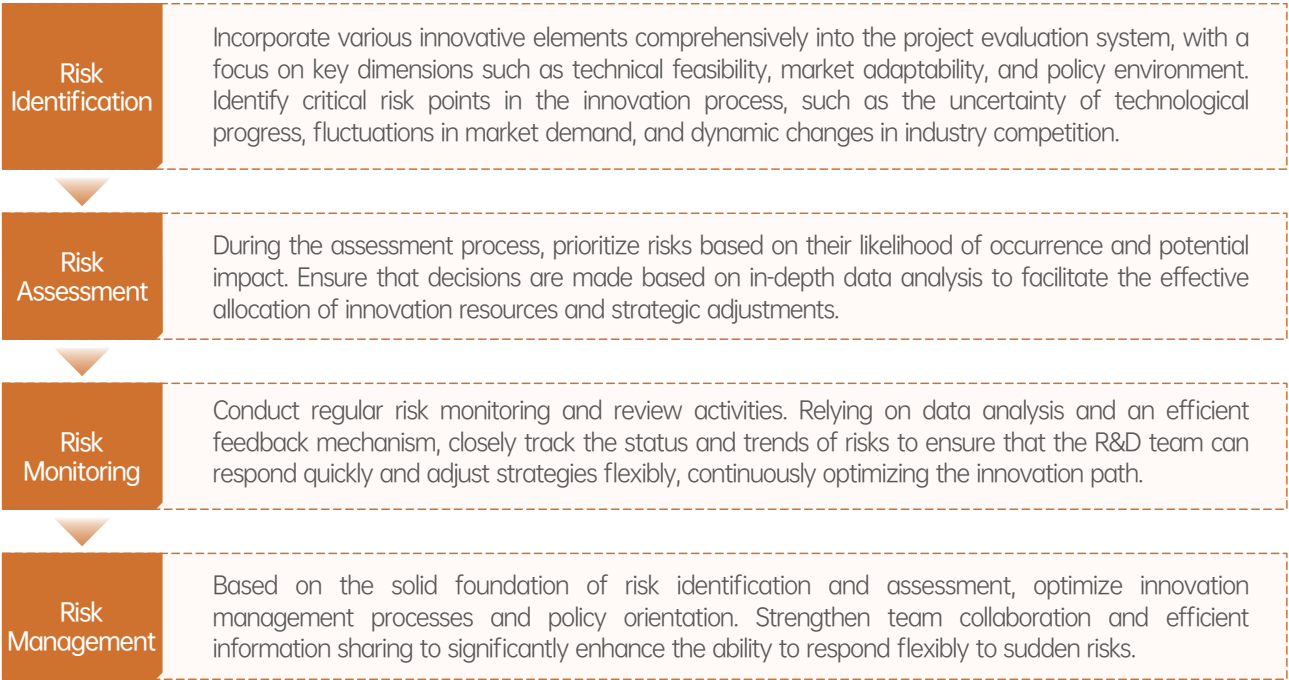 Risk
Identification
Incorporate various innovative elements comprehensively into the project evaluation system, with a
focus on key dimensions such as technical feasibility, market adaptability, and policy environment.
Identify critical risk points in the innovation process, such as the uncertainty of technological
progress, fluctuations in market demand, and dynamic changes in industry competition.
Risk
Assessment
During the assessment process, prioritize risks based on their likelihood of occurrence and potential
impact. Ensure that decisions are made based on in-depth data analysis to facilitate the effective
allocation of innovation resources and strategic adjustments.
Risk
Monitoring
Conduct regular risk monitoring and review activities. Relying on data analysis and an efficient
feedback mechanism, closely track the status and trends of risks to ensure that the R&D team can
respond quickly and adjust strategies flexibly, continuously optimizing the innovation path.
Risk
Management
Based on the solid foundation of risk identification and assessment, optimize innovation
management processes and policy orientation. Strengthen team collaboration and efficient
information sharing to significantly enhance the ability to respond flexibly to sudden risks.